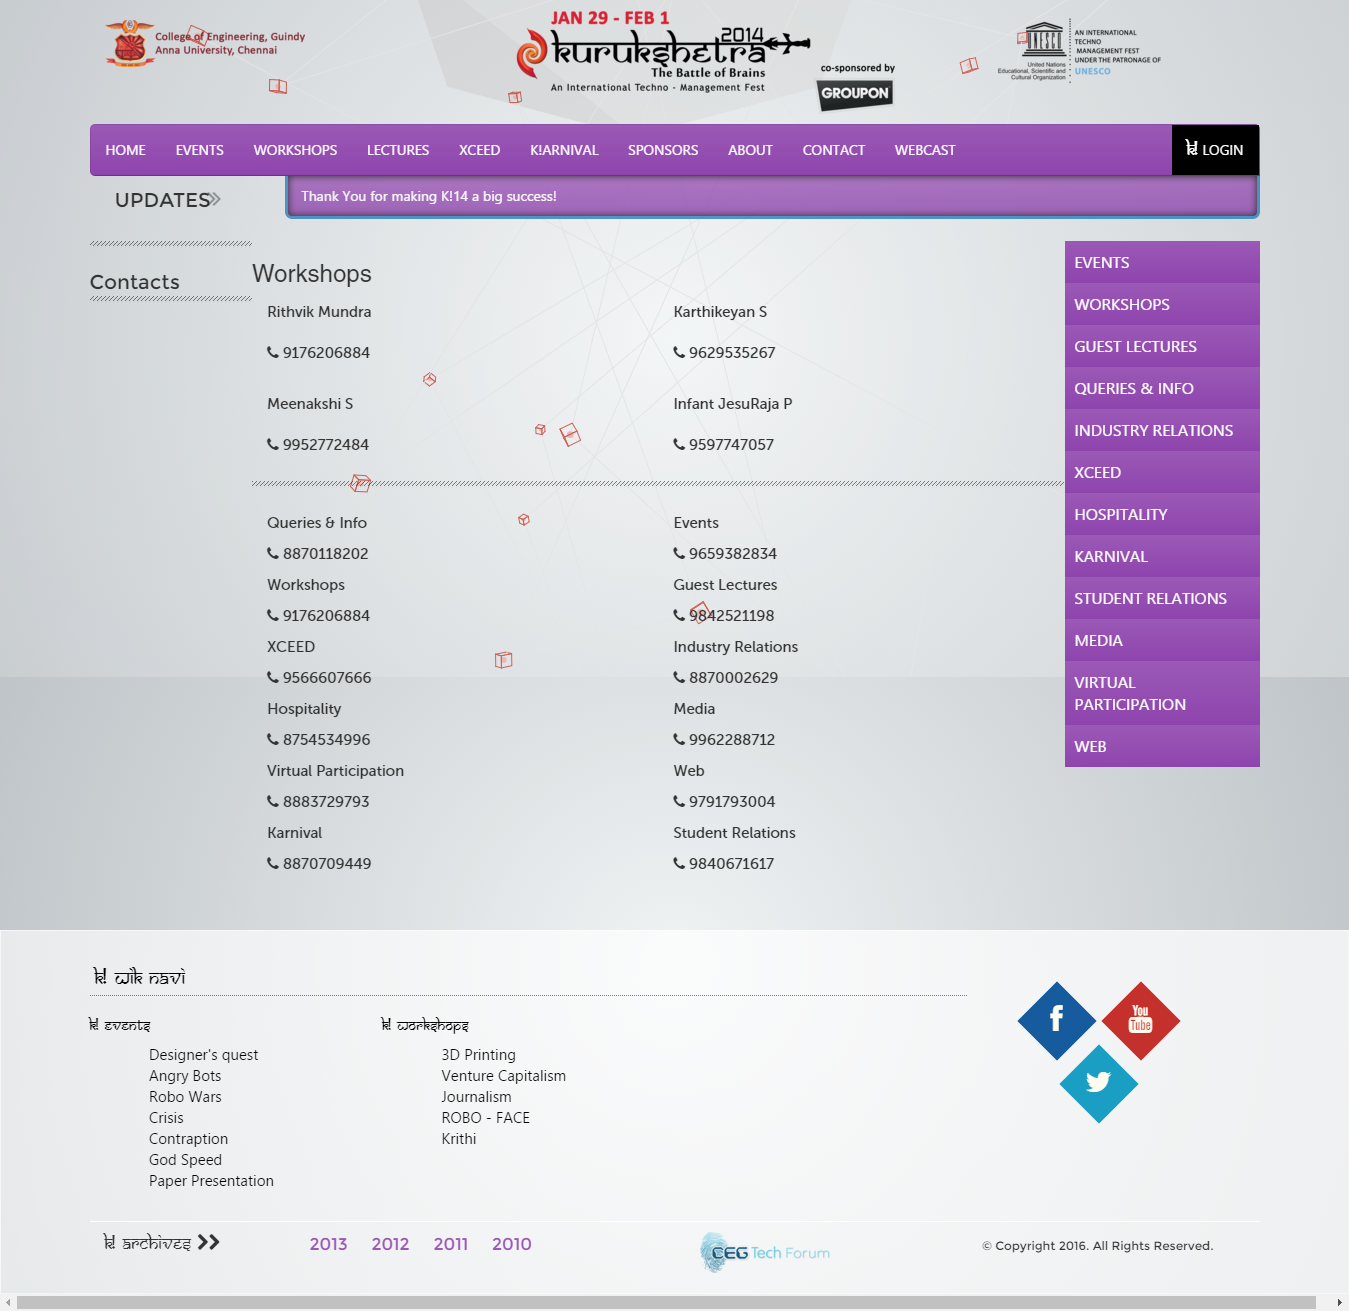 College of Engineering, Guindy
Anna University, Chennai
JAN 29 - FEB 1
2014
kurukshetra
The Battle of Brains
An International Techno - Management Fest
co-sponsored by
GROUPON
UNESCO
United Nations
Educational, Scientific and
Cultural Organization
AN INTERNATIONAL
TECHNO
MANAGEMENT FEST
UNDER THE PATRONAGE OF
UNESCO
HOME EVENTS WORKSHOPS LECTURES XCEED K!ARNIVAL SPONSORS ABOUT CONTACT WEBCAST K! LOGIN
UPDATES
Thank You for making K!14 a big success!
Contacts
Workshops
Rithvik Mundra Karthikeyan S
9176206884 9629535267
Meenakshi S Infant JesuRaja P
9952772484 9597747057
Queries & Info Events
8870118202 9659382834
Workshops Guest Lectures
9176206884 9842521198
XCEED Industry Relations
9566607666 8870002629
Hospitality Media
8754534996 9962288712
Virtual Participation Web
8883729793 9791793004
Karnival Student Relations
8870709449 9840671617
EVENTS
WORKSHOPS
GUEST LECTURES
QUERIES & INFO
INDUSTRY RELATIONS
XCEED
HOSPITALITY
KARNIVAL
STUDENT RELATIONS
MEDIA
VIRTUAL
PARTICIPATION
WEB
K! WIK NAVI
K! EVENTS
Designer's quest
Angry Bots
Robo Wars
Crisis
Contraption
God Speed
Paper Presentation
K! WORKSHOPS
3D Printing
Venture Capitalism
Journalism
ROBO - FACE
Krithi
f
You
Tube
K! ARCHIVES 2013 2012 2011 2010
CEG Tech Forum
© Copyright 2016. All Rights Reserved.